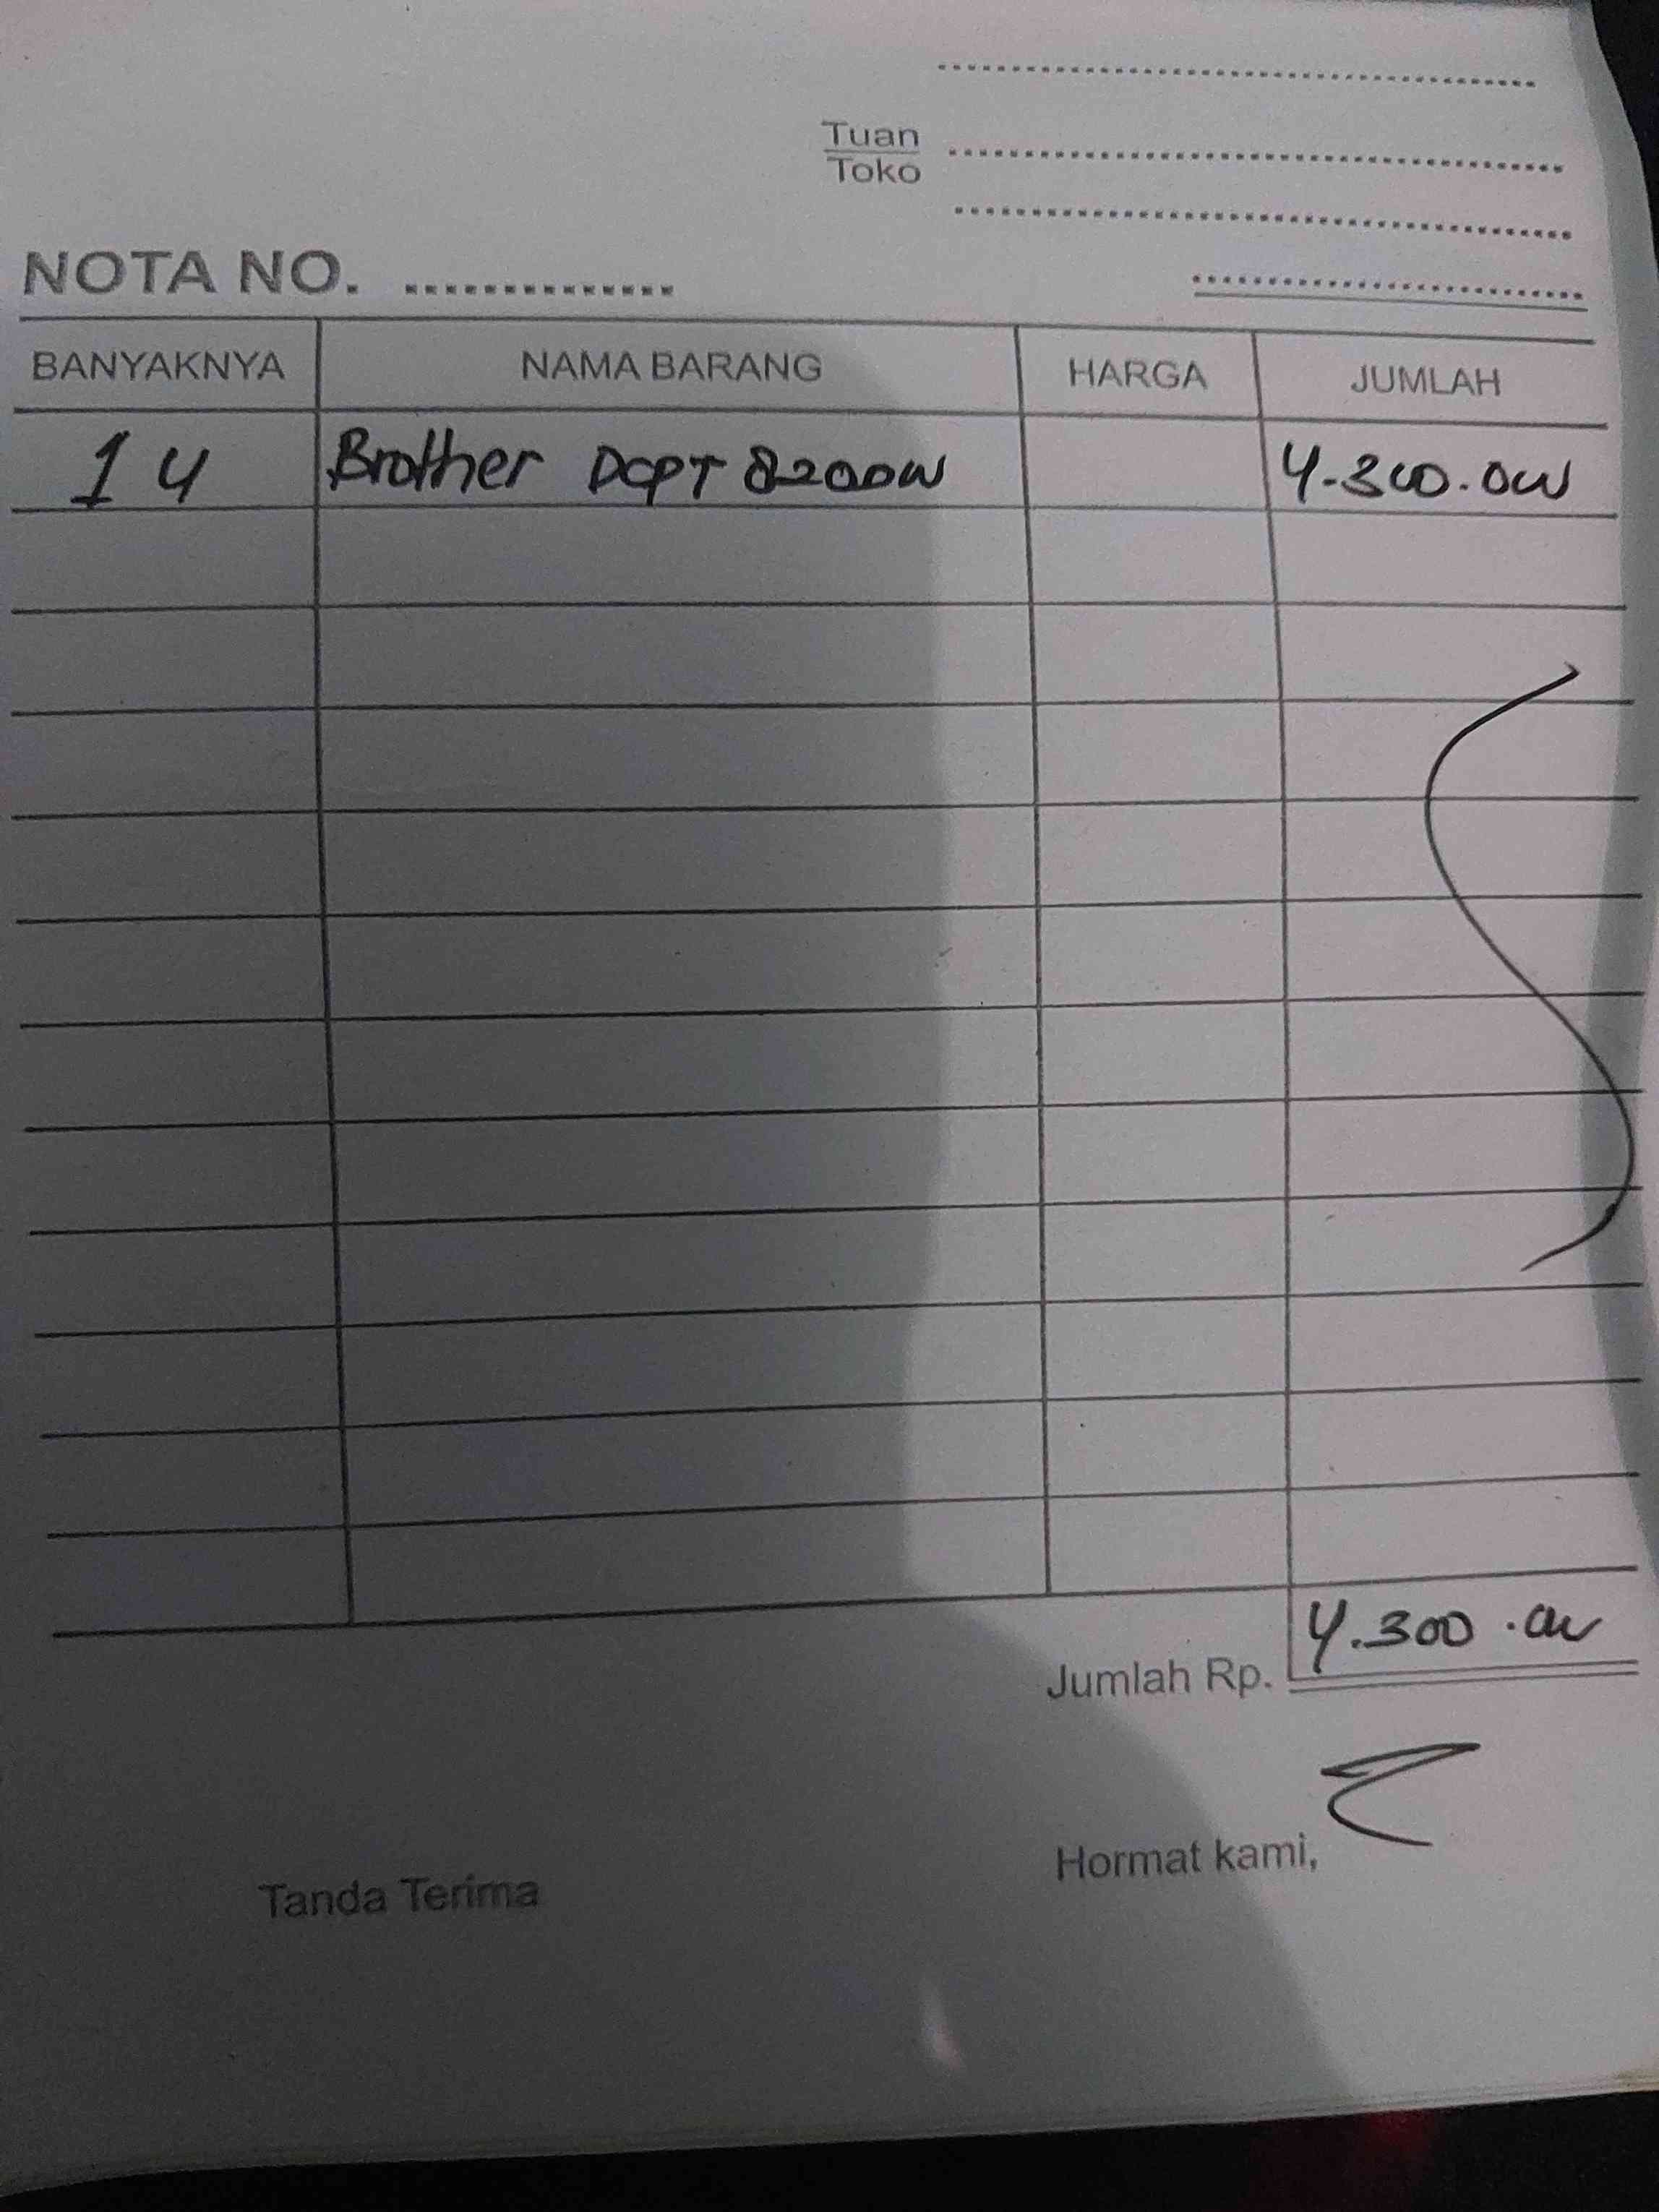 Tuan
Toko
NOTA NO.
BANYAKNYA NAMA BARANG HARGA JUMLAH
1 U Brother DCPT 8200W 4.300.000
Jumlah Rp. 4.300.000
Hormat kami,
Tanda Terima